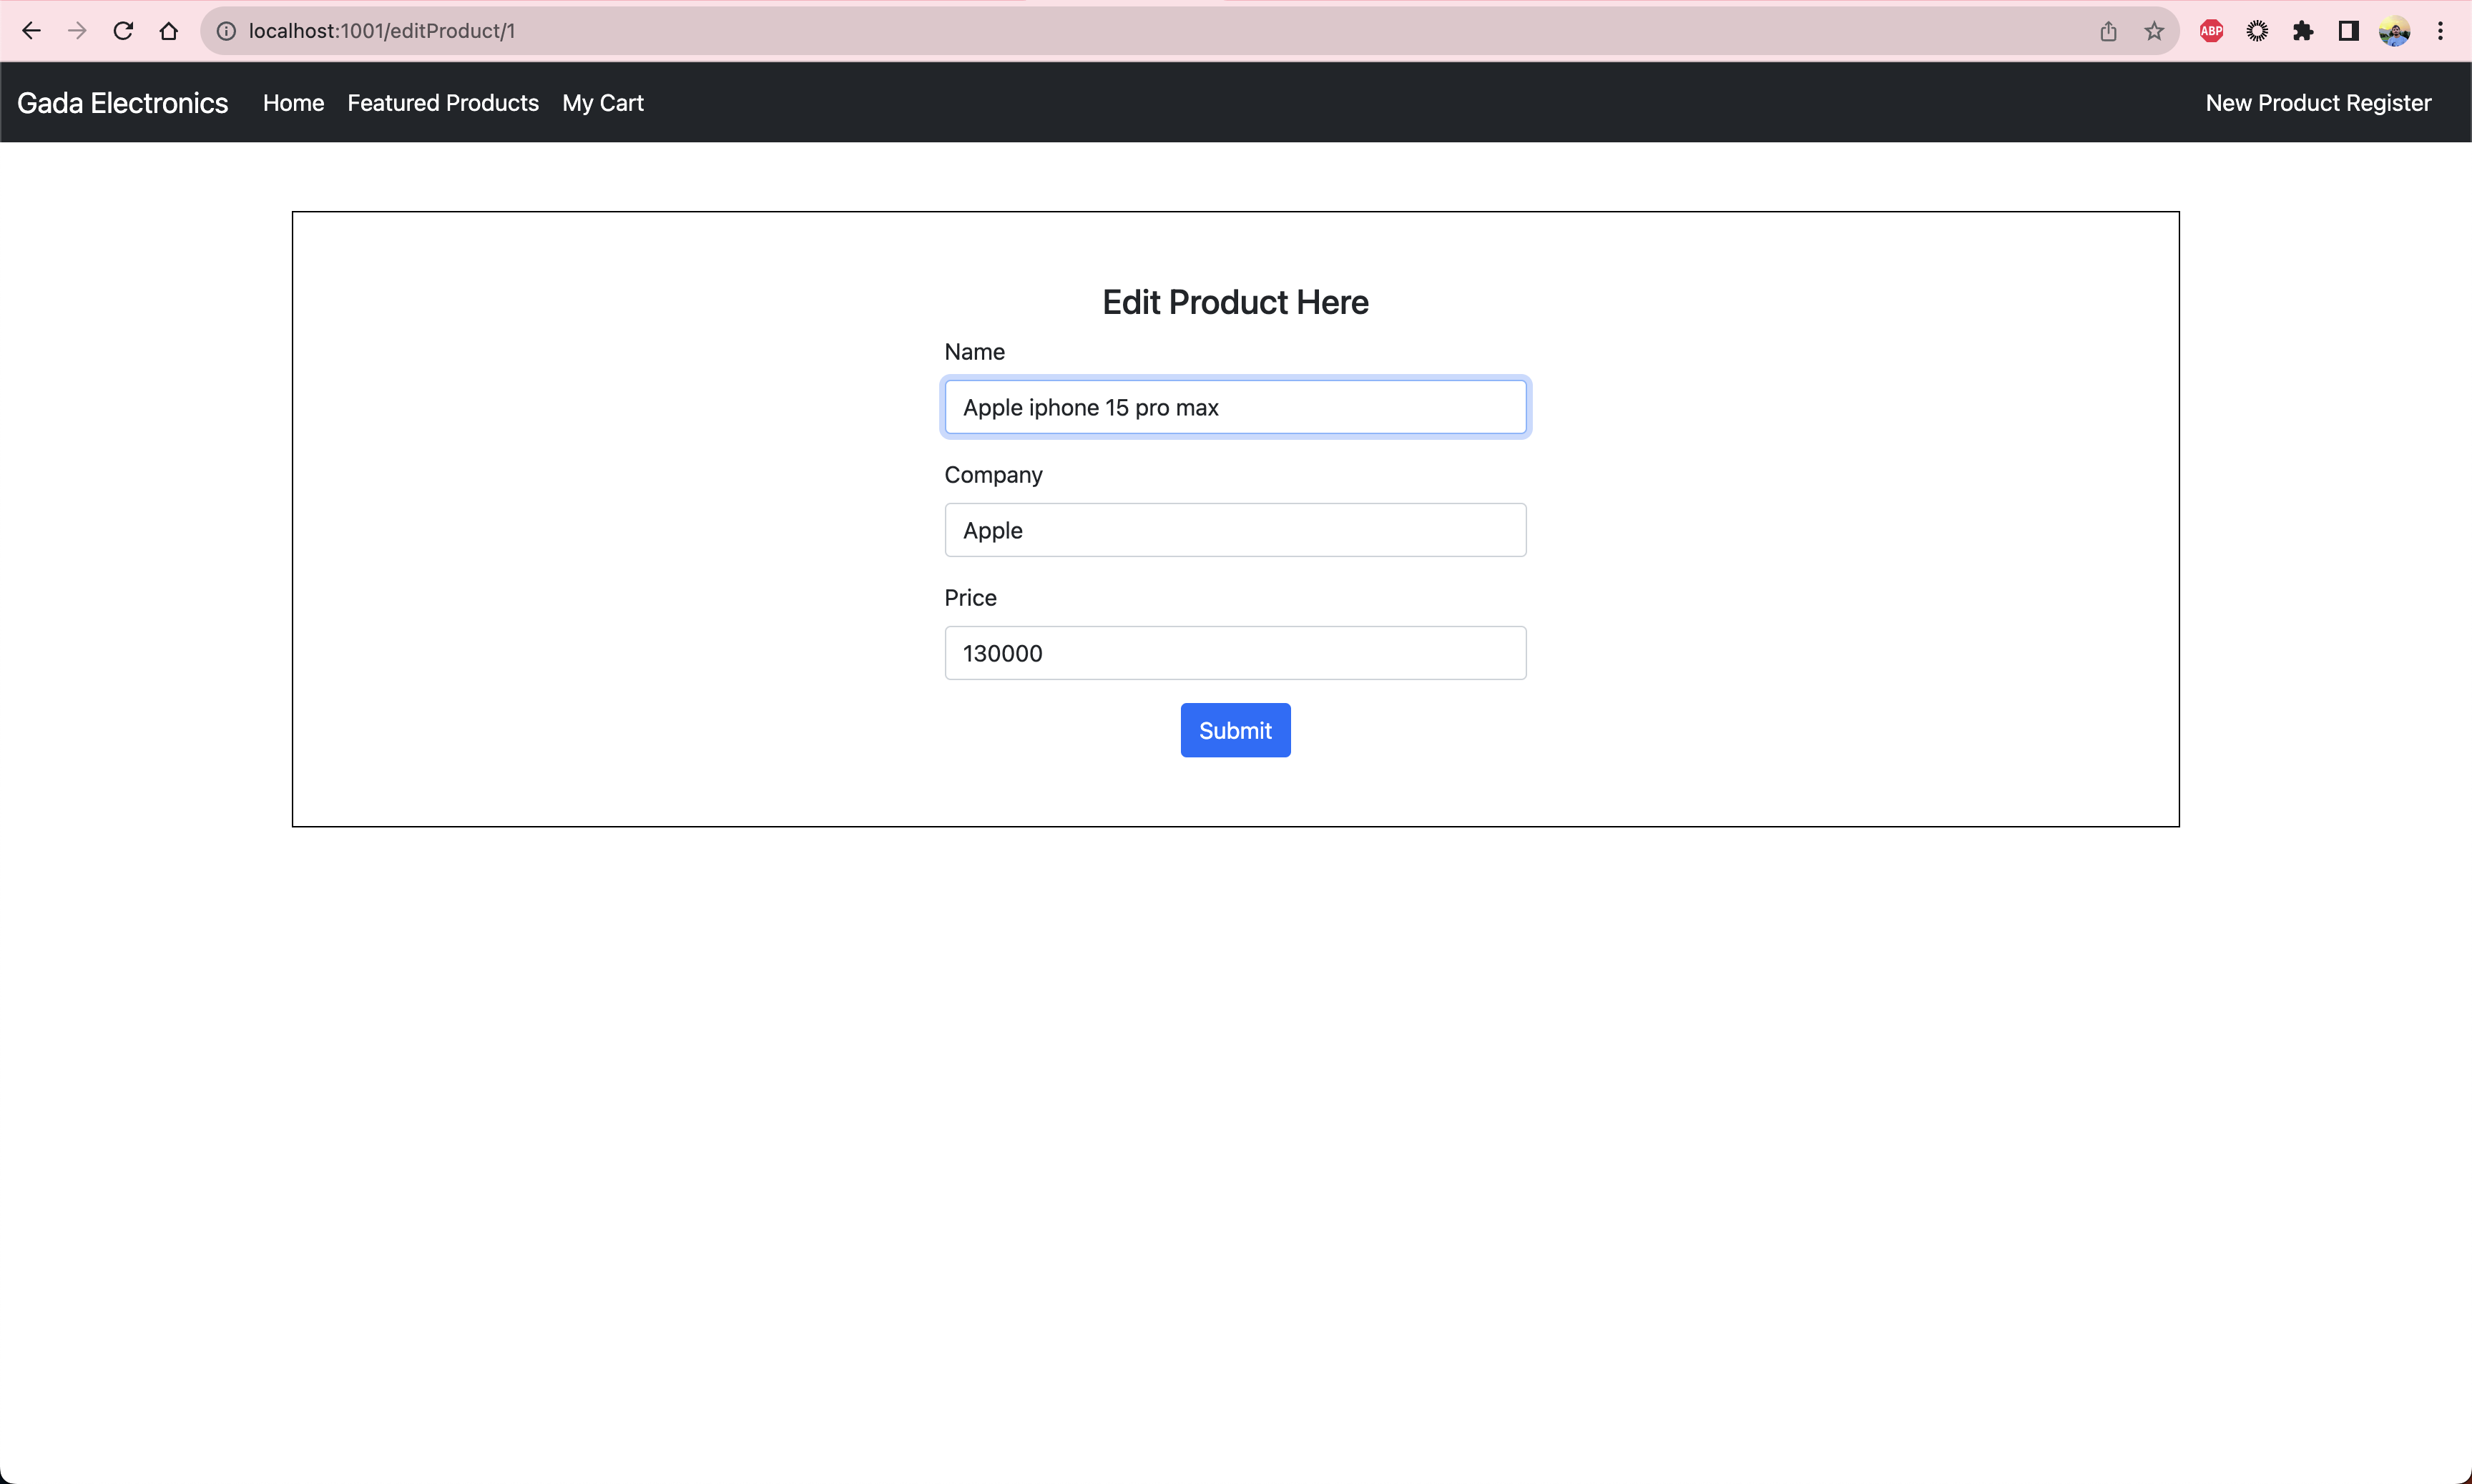 localhost:1001/editProduct/1
ABP
Gada Electronics Home Featured Products My Cart New Product Register
Edit Product Here
Name
Apple iphone 15 pro max
Company
Apple
Price
130000
Submit